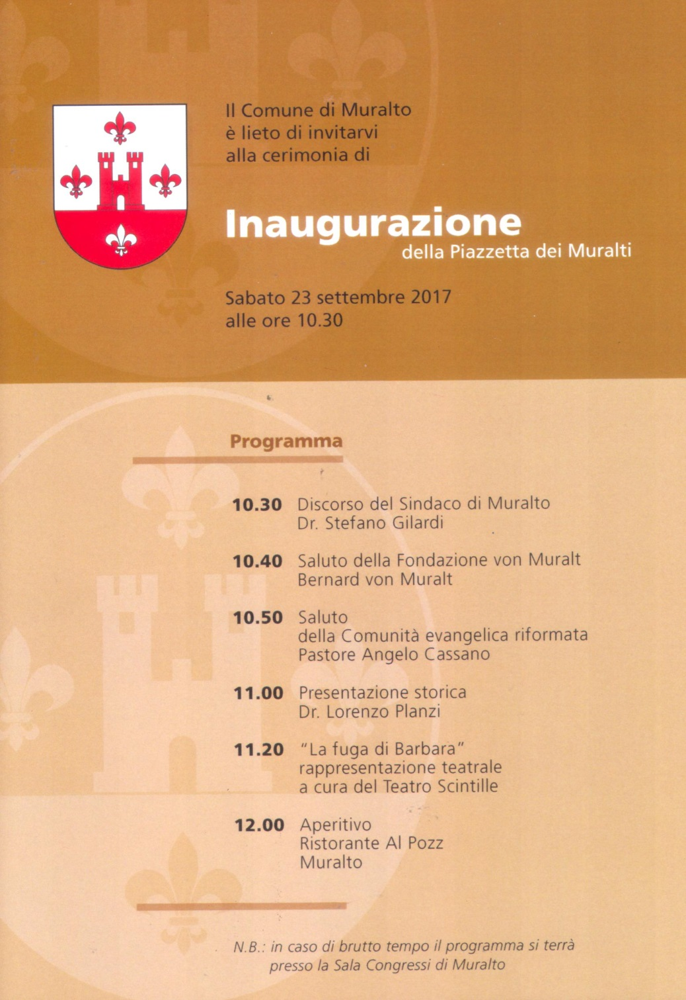 Il Comune di Muralto
è lieto di invitarvi
alla cerimonia di
Inaugurazione
della Piazzetta dei Muralti
Sabato 23 settembre 2017
alle ore 10.30
Programma
10.30 Discorso del Sindaco di Muralto
Dr. Stefano Gilardi
10.40 Saluto della Fondazione von Muralt
Bernard von Muralt
10.50 Saluto
della Comunità evangelica riformata
Pastore Angelo Cassano
11.00 Presentazione storica
Dr. Lorenzo Planzi
11.20 “La fuga di Barbara”
rappresentazione teatrale
a cura del Teatro Scintille
12.00 Aperitivo
Ristorante Al Pozz
Muralto
N.B.: in caso di brutto tempo il programma si terrà
presso la Sala Congressi di Muralto